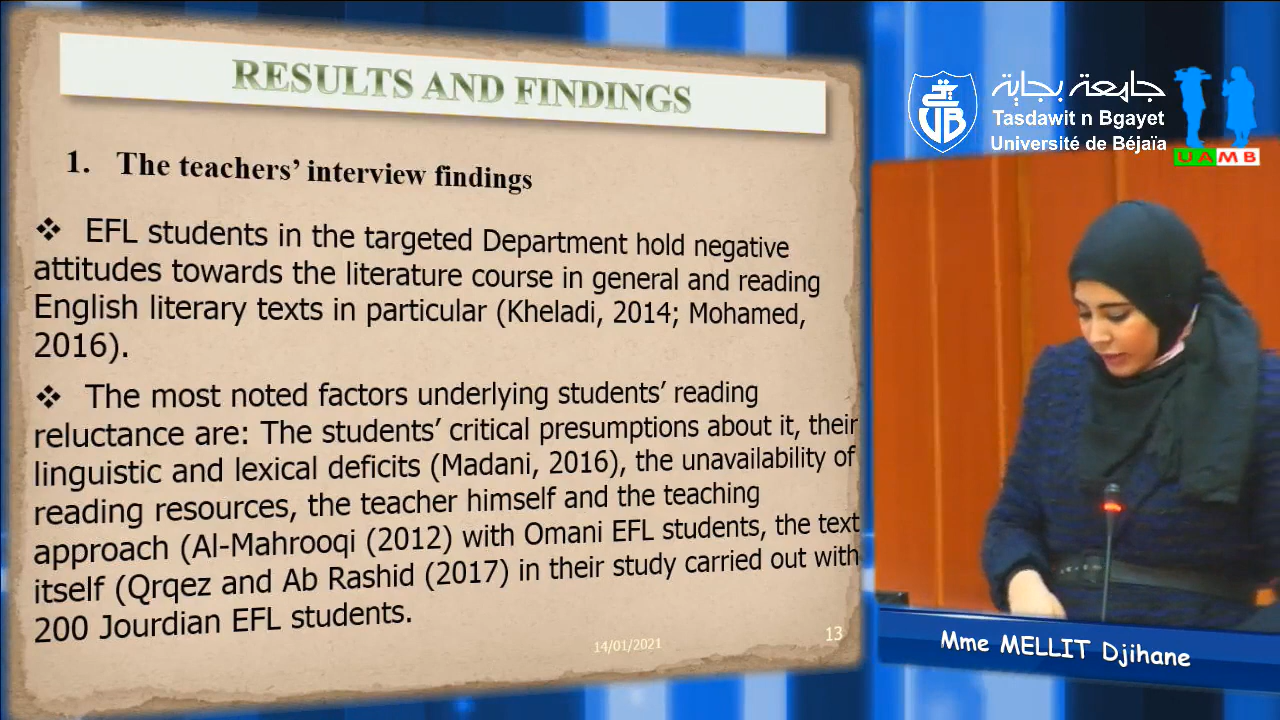 RESULTS AND FINDINGS
1. The teachers’ interview findings
❖ EFL students in the targeted Department hold negative
attitudes towards the literature course in general and reading
English literary texts in particular (Kheladi, 2014; Mohamed,
2016).
❖ The most noted factors underlying students’ reading
reluctance are: The students’ critical presumptions about it, their
linguistic and lexical deficits (Madani, 2016), the unavailability of
reading resources, the teacher himself and the teaching
approach (Al-Mahrooqi (2012) with Omani EFL students, the text
itself (Qrqez and Ab Rashid (2017) in their study carried out with
200 Jourdian EFL students.
14/01/2021
13
جامعة بجاية
Tasdawit n Bgayet
Université de Béjaïa
UB
UAMB
Mme MELLIT Djihane